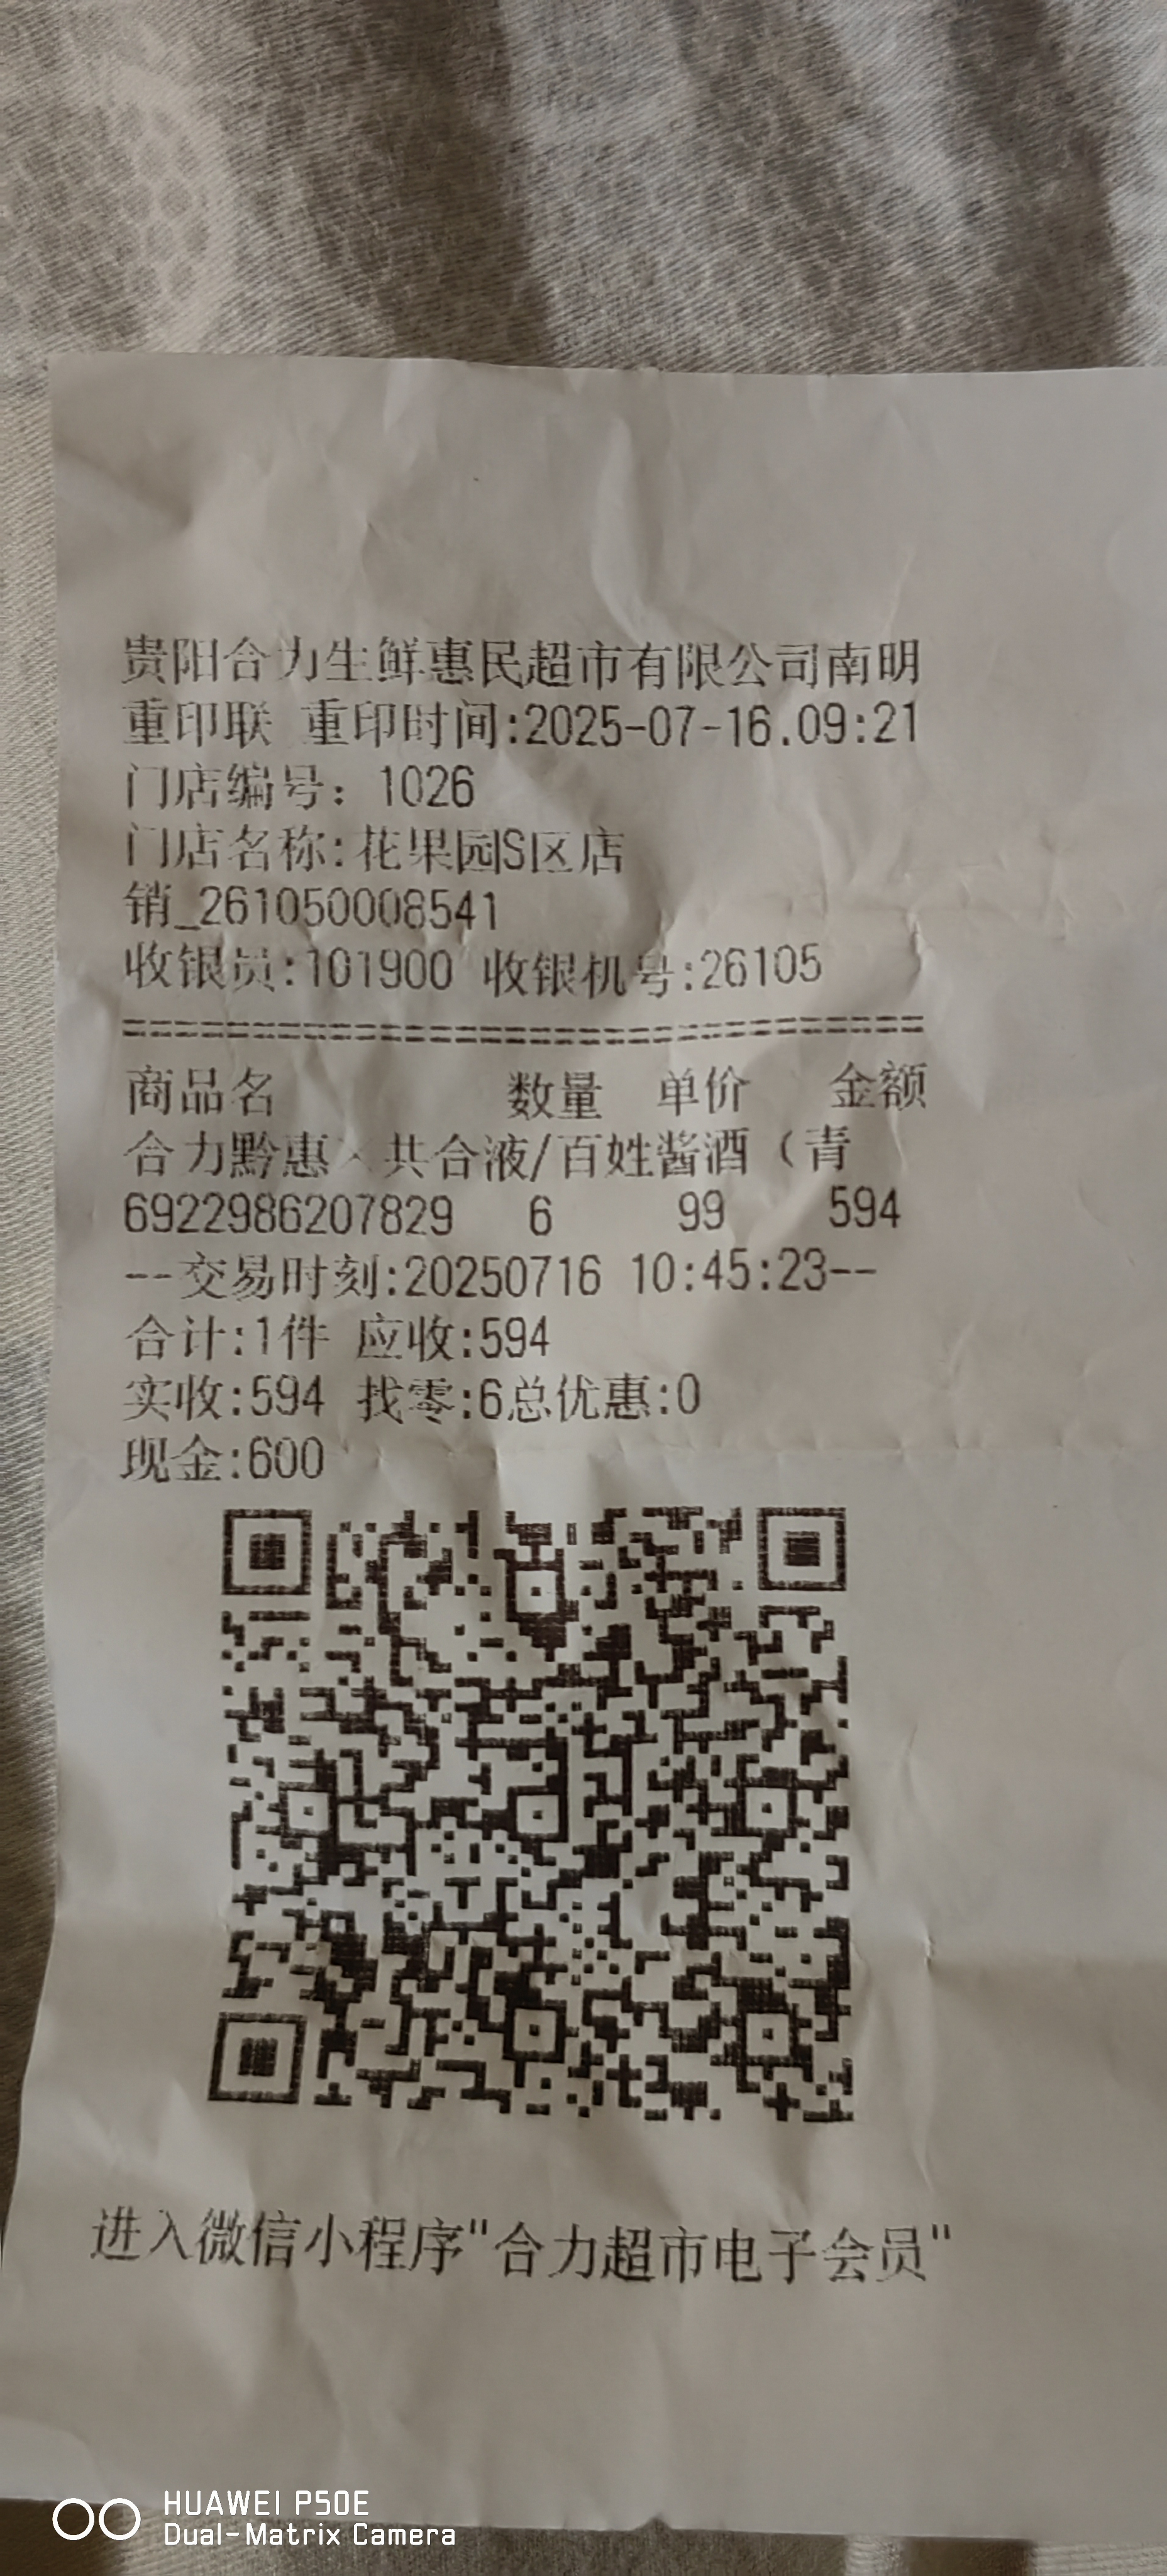 贵阳合力生鲜惠民超市有限公司南明
重印联 重印时间:2025-07-16.09:21
门店编号：1026
门店名称:花果园S区店
销_261050008541
收银员:101900 收银机号:26105
================================
商品名 数量 单价 金额
合力黔惠×共合液/百姓酱酒（青
6922986207829 6 99 594
--交易时刻:20250716 10:45:23--
合计:1件 应收:594
实收:594 找零:6总优惠:0
现金:600
进入微信小程序"合力超市电子会员"
HUAWEI P50E
Dual-Matrix Camera